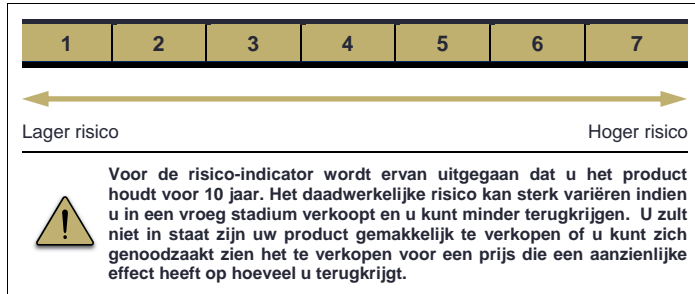 1 2 3 4 5 6 7
Lager risico Hoger risico
Voor de risico-indicator wordt ervan uitgegaan dat u het product
houdt voor 10 jaar. Het daadwerkelijke risico kan sterk variëren indien
u in een vroeg stadium verkoopt en u kunt minder terugkrijgen. U zult
niet in staat zijn uw product gemakkelijk te verkopen of u kunt zich
genoodzaakt zien het te verkopen voor een prijs die een aanzienlijke
effect heeft op hoeveel u terugkrijgt.